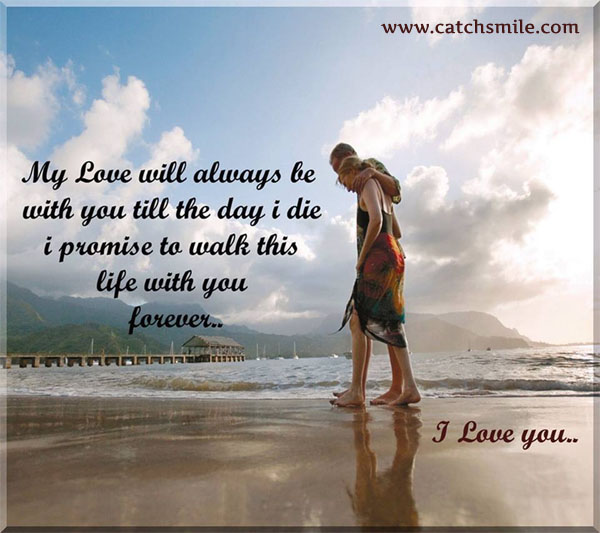 www.catchsmile.com
My Love will always be
with you till the day i die
i promise to walk this
life with you
forever..
I Love you..